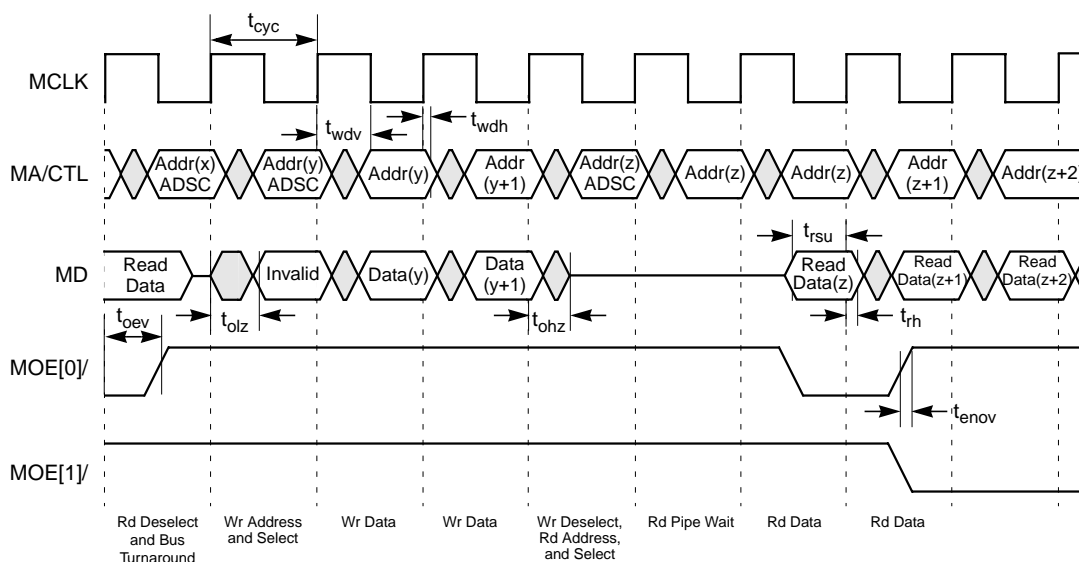 tcyc
MCLK
twdv
twdh
MA/CTL
Addr(x)
ADSC
Addr(y)
ADSC
Addr(y)
Addr
(y+1)
Addr(z)
ADSC
Addr(z)
Addr(z)
Addr
(z+1)
Addr(z+2)
trsu
MD
Read
Data
Invalid
Data(y)
Data
(y+1)
Read
Data(z)
Read
Data(z+1)
Read
Data(z+2)
toev
tolz
tohz
trh
MOE[0]/
tenov
MOE[1]/
Rd Deselect
and Bus
Turnaround
Wr Address
and Select
Wr Data
Wr Data
Wr Deselect,
Rd Address,
and Select
Rd Pipe Wait
Rd Data
Rd Data